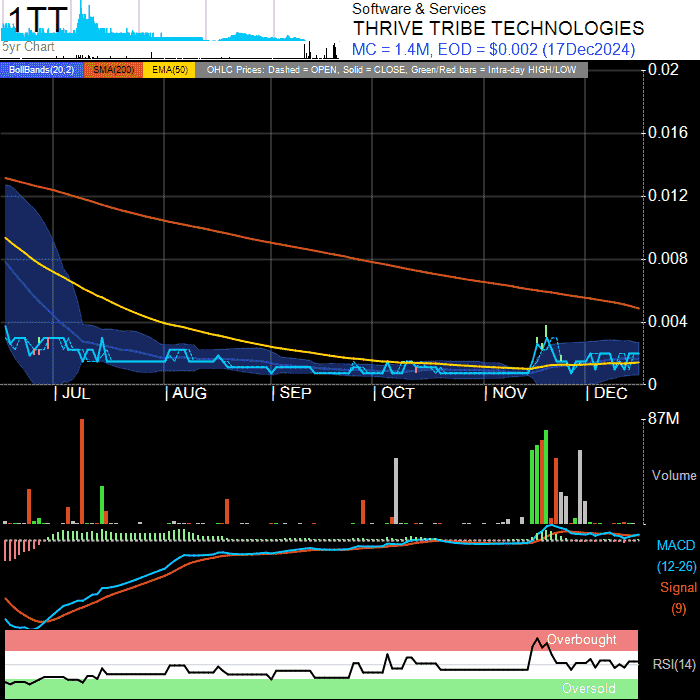 1TT
5yr Chart
Software & Services
THRIVE TRIBE TECHNOLOGIES
MC = 1.4M, EOD = $0.002 (17Dec2024)
BollBands(20,2) SMA(200) EMA(50) OHLC Prices: Dashed = OPEN, Solid = CLOSE, Green/Red bars = Intra-day HIGH/LOW
0.02
0.016
0.012
0.008
0.004
0
JUL AUG SEP OCT NOV DEC
87M
Volume
MACD
(12-26)
Signal
(9)
Overbought
RSI(14)
Oversold